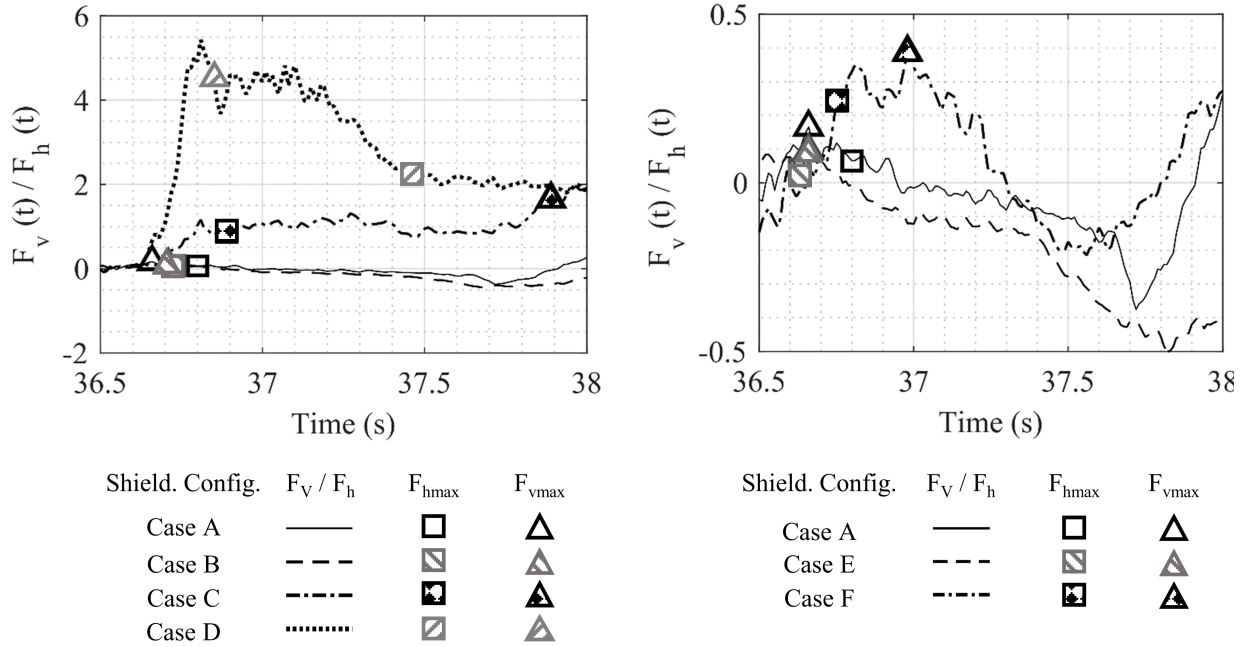 6
4
2
0
-2
F_v (t) / F_h (t)
36.5 37 37.5 38
Time (s)
Shield. Config. F_V / F_h F_hmax F_vmax
Case A
Case B
Case C
Case D
0.5
0
-0.5
F_v (t) / F_h (t)
36.5 37 37.5 38
Time (s)
Shield. Config. F_V / F_h F_hmax F_vmax
Case A
Case E
Case F